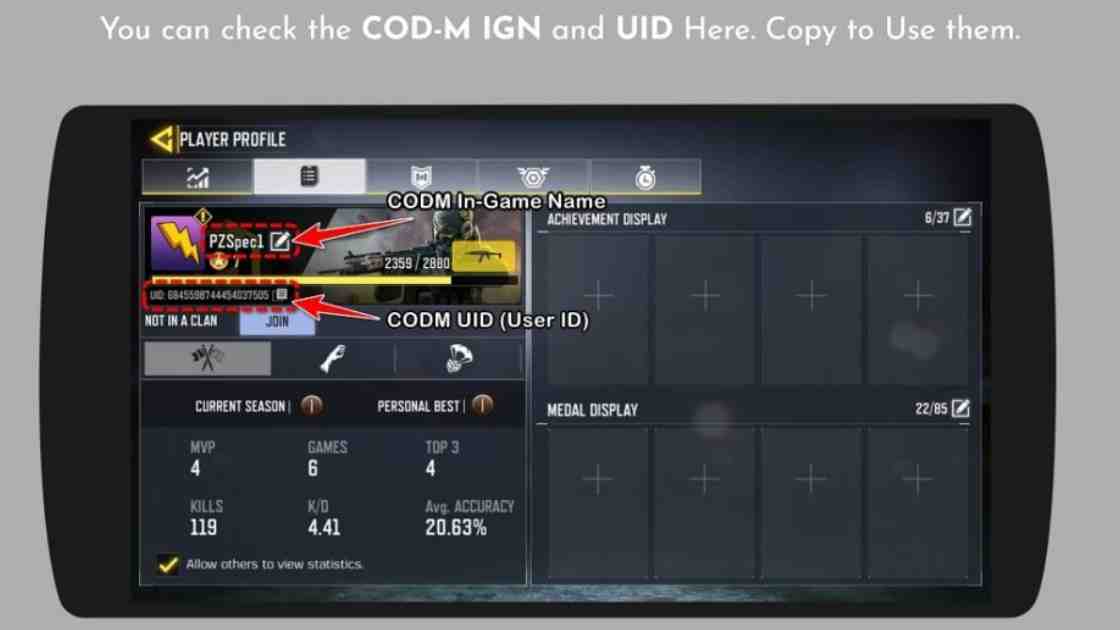 You can check the COD-M IGN and UID Here. Copy to Use them.
PLAYER PROFILE
CODM In-Game Name
PZSpec1
7
2359 / 2880
UID: 6845598744454037505
CODM UID (User ID)
NOT IN A CLAN
JOIN
CURRENT SEASON |
PERSONAL BEST |
MVP GAMES TOP 3
4 6 4
KILLS K/D Avg. ACCURACY
119 4.41 20.63%
Allow others to view statistics.
ACHIEVEMENT DISPLAY
6/37
MEDAL DISPLAY
22/85